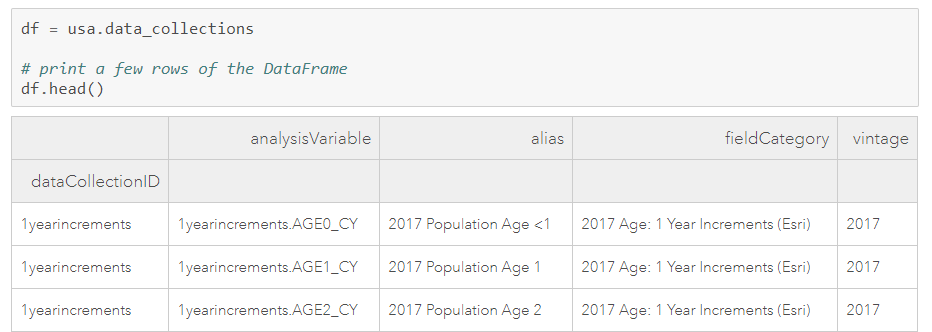 df = usa.data_collections
# print a few rows of the DataFrame
df.head()
analysisVariable alias fieldCategory vintage
dataCollectionID
1yearincrements 1yearincrements.AGE0_CY 2017 Population Age <1 2017 Age: 1 Year Increments (Esri) 2017
1yearincrements 1yearincrements.AGE1_CY 2017 Population Age 1 2017 Age: 1 Year Increments (Esri) 2017
1yearincrements 1yearincrements.AGE2_CY 2017 Population Age 2 2017 Age: 1 Year Increments (Esri) 2017